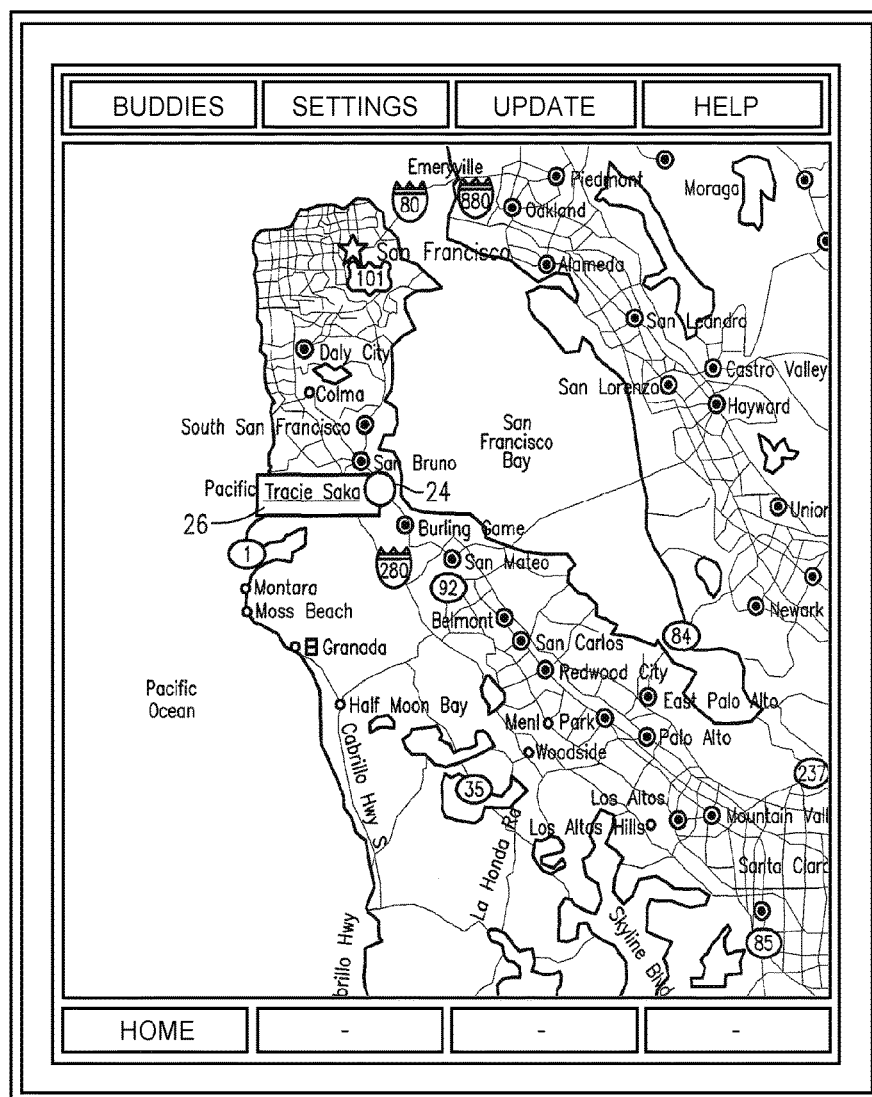 BUDDIES
SETTINGS
UPDATE
HELP
Emeryville
Piedmont
Moraga
80
880
Oakland
San Francisco
101
Alameda
San Leandro
Daly City
Castro Valley
Colma
San Lorenzo
Hayward
South San Francisco
San
Francisco
Bay
San Bruno
Pacific
Tracie Saka
24
26
Union
Burling Game
1
280
San Mateo
92
Montara
Moss Beach
Belmont
Newark
San Carlos
84
Granada
Redwood City
Pacific
Ocean
East Palo Alto
Half Moon Bay
Menl
Park
Palo Alto
Cabrillo Hwy S
Woodside
237
35
Los Altos
Mountain Vall
Los Altos Hills
La Honda Rd
Santa Clar
Skyline Blvd
85
brillo Hwy
HOME
-
-
-